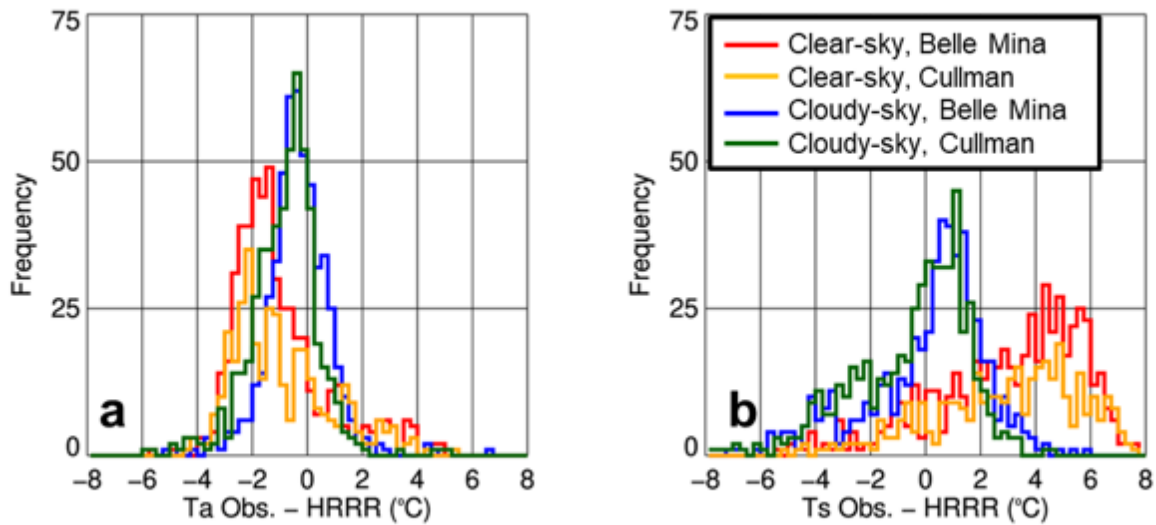 75
50
25
0
Frequency
a
−8 −6 −4 −2 0 2 4 6 8
Ta Obs. − HRRR (°C)
75
50
25
0
Frequency
Clear-sky, Belle Mina
Clear-sky, Cullman
Cloudy-sky, Belle Mina
Cloudy-sky, Cullman
b
−8 −6 −4 −2 0 2 4 6 8
Ts Obs. − HRRR (°C)